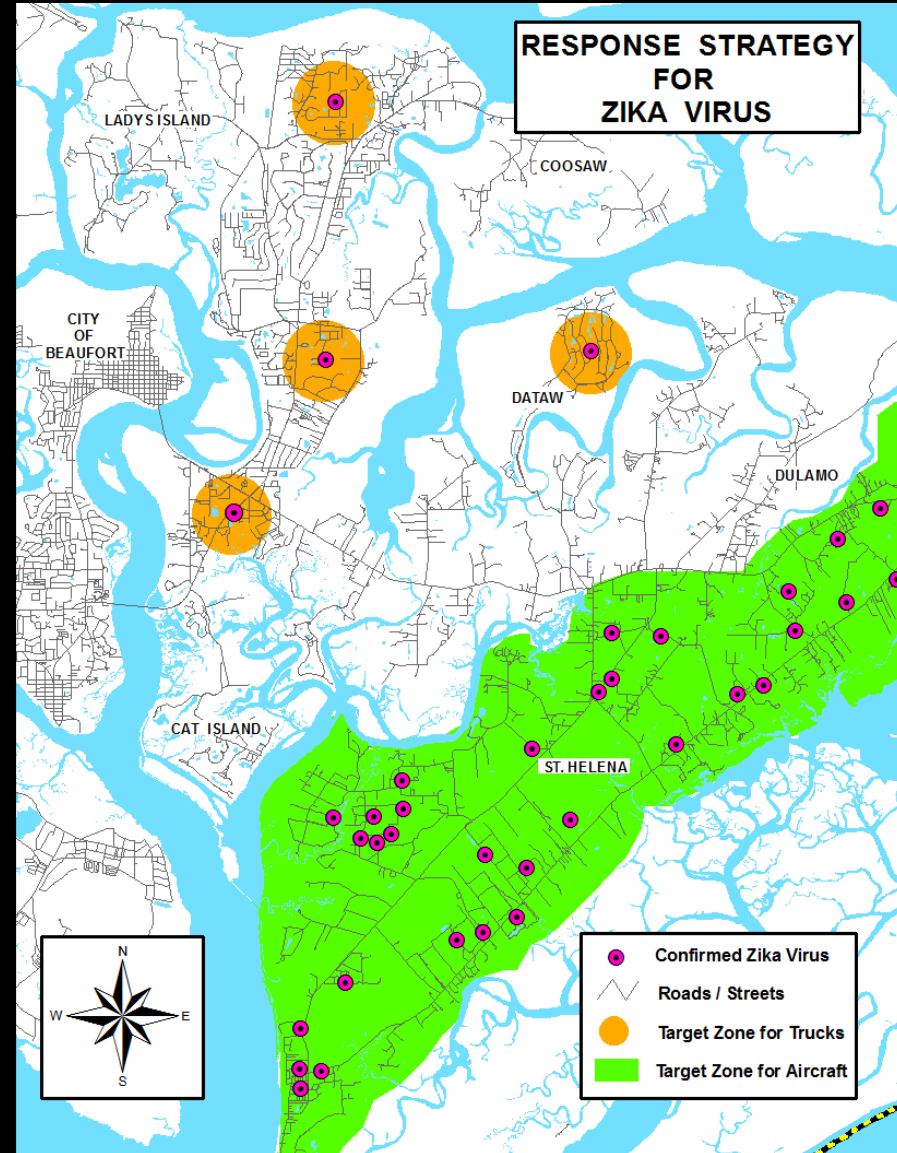 RESPONSE STRATEGY
FOR
ZIKA VIRUS
LADYS ISLAND
COOSAW
CITY
OF
BEAUFORT
DATAW
DULAMO
CAT ISLAND
ST. HELENA
N
W
E
S
Confirmed Zika Virus
Roads / Streets
Target Zone for Trucks
Target Zone for Aircraft